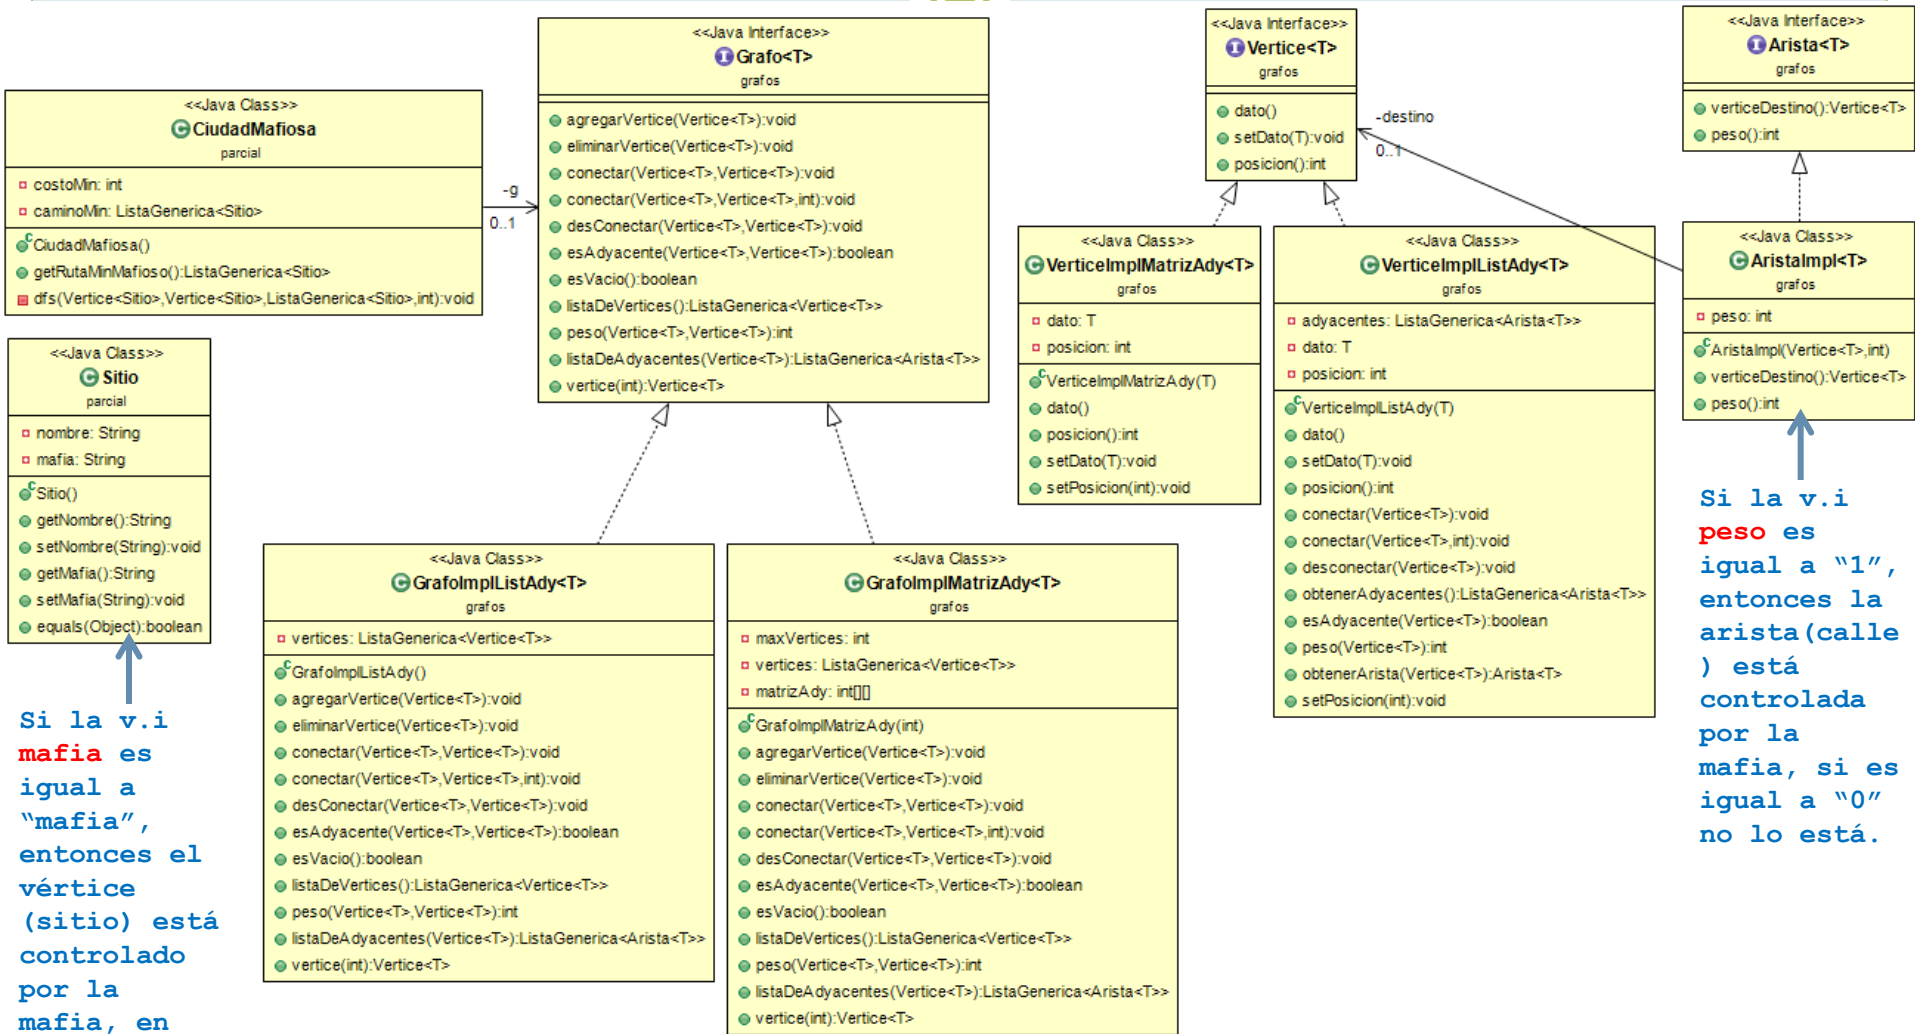 <<Java Interface>>
Grafo<T>
grafos
agregarVertice(Vertice<T>):void
eliminarVertice(Vertice<T>):void
conectar(Vertice<T>,Vertice<T>):void
conectar(Vertice<T>,Vertice<T>,int):void
desConectar(Vertice<T>,Vertice<T>):void
esAdyacente(Vertice<T>,Vertice<T>):boolean
esVacio():boolean
listaDeVertices():ListaGenerica<Vertice<T>>
peso(Vertice<T>,Vertice<T>):int
listaDeAdyacentes(Vertice<T>):ListaGenerica<Arista<T>>
vertice(int):Vertice<T>
<<Java Interface>>
Vertice<T>
grafos
dato()
setDato(T):void
posicion():int
<<Java Interface>>
Arista<T>
grafos
verticeDestino():Vertice<T>
peso():int
<<Java Class>>
CiudadMafiosa
parcial
costoMin: int
caminoMin: ListaGenerica<Sitio>
CiudadMafiosa()
getRutaMinMafioso():ListaGenerica<Sitio>
dfs(Vertice<Sitio>,Vertice<Sitio>,ListaGenerica<Sitio>,int):void
-g
0..1
-destino
0..1
<<Java Class>>
VerticeImplMatrizAdy<T>
grafos
dato: T
posicion: int
VerticeImplMatrizAdy(T)
dato()
posicion():int
setDato(T):void
setPosicion(int):void
<<Java Class>>
VerticeImplListAdy<T>
grafos
adyacentes: ListaGenerica<Arista<T>>
dato: T
posicion: int
VerticeImplListAdy(T)
dato()
setDato(T):void
posicion():int
conectar(Vertice<T>):void
conectar(Vertice<T>,int):void
desconectar(Vertice<T>):void
obtenerAdyacentes():ListaGenerica<Arista<T>>
esAdyacente(Vertice<T>):boolean
peso(Vertice<T>):int
obtenerArista(Vertice<T>):Arista<T>
setPosicion(int):void
<<Java Class>>
AristaImpl<T>
grafos
peso: int
AristaImpl(Vertice<T>,int)
verticeDestino():Vertice<T>
peso():int
<<Java Class>>
Sitio
parcial
nombre: String
mafia: String
Sitio()
getNombre():String
setNombre(String):void
getMafia():String
setMafia(String):void
equals(Object):boolean
<<Java Class>>
GrafoImplListAdy<T>
grafos
vertices: ListaGenerica<Vertice<T>>
GrafoImplListAdy()
agregarVertice(Vertice<T>):void
eliminarVertice(Vertice<T>):void
conectar(Vertice<T>,Vertice<T>):void
conectar(Vertice<T>,Vertice<T>,int):void
desConectar(Vertice<T>,Vertice<T>):void
esAdyacente(Vertice<T>,Vertice<T>):boolean
esVacio():boolean
listaDeVertices():ListaGenerica<Vertice<T>>
peso(Vertice<T>,Vertice<T>):int
listaDeAdyacentes(Vertice<T>):ListaGenerica<Arista<T>>
vertice(int):Vertice<T>
<<Java Class>>
GrafoImplMatrizAdy<T>
grafos
maxVertices: int
vertices: ListaGenerica<Vertice<T>>
matrizAdy: int[][]
GrafoImplMatrizAdy(int)
agregarVertice(Vertice<T>):void
eliminarVertice(Vertice<T>):void
conectar(Vertice<T>,Vertice<T>):void
conectar(Vertice<T>,Vertice<T>,int):void
desConectar(Vertice<T>,Vertice<T>):void
esAdyacente(Vertice<T>,Vertice<T>):boolean
esVacio():boolean
listaDeVertices():ListaGenerica<Vertice<T>>
peso(Vertice<T>,Vertice<T>):int
listaDeAdyacentes(Vertice<T>):ListaGenerica<Arista<T>>
vertice(int):Vertice<T>
Si la v.i
mafia es
igual a
“mafia”,
entonces el
vértice
(sitio) está
controlado
por la
mafia, en
Si la v.i
peso es
igual a “1”,
entonces la
arista(calle
) está
controlada
por la
mafia, si es
igual a “0”
no lo está.